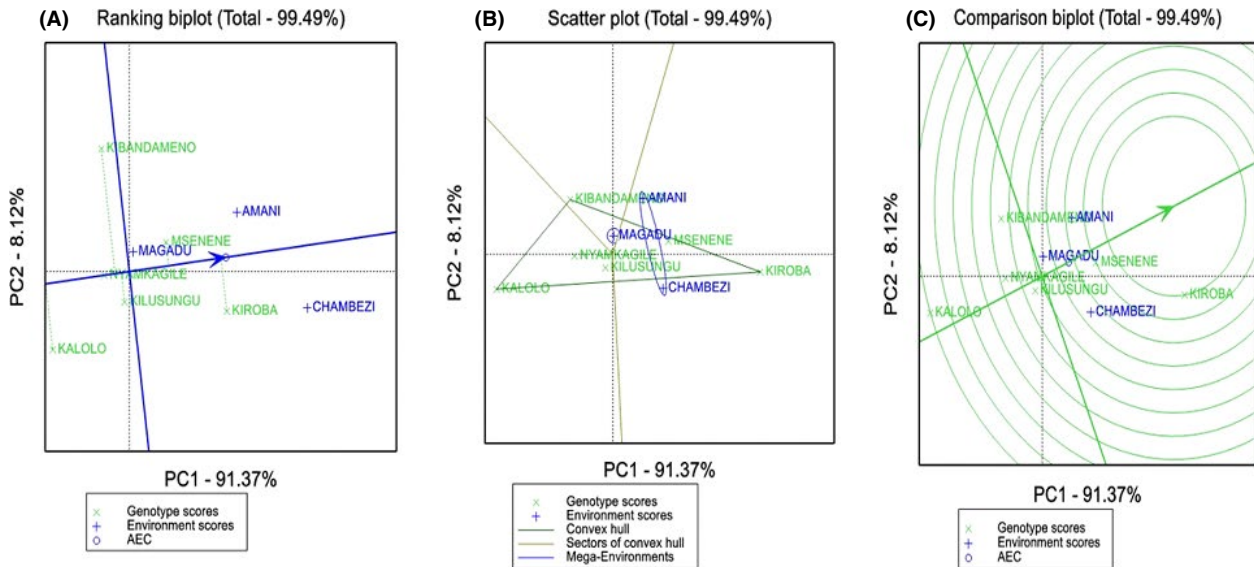 (A) Ranking biplot (Total - 99.49%)
PC2 - 8.12%
KIBANDAMENO
AMANI
MSENENE
MAGADU
NYAMKAGILE
KILUSUNGU
KIROBA
CHAMBEZI
KALOLO
PC1 - 91.37%
Genotype scores
Environment scores
AEC
(B) Scatter plot (Total - 99.49%)
PC2 - 8.12%
KIBANDAMENO
AMANI
MAGADU
MSENENE
NYAMKAGILE
KILUSUNGU
KIROBA
KALOLO
CHAMBEZI
PC1 - 91.37%
Genotype scores
Environment scores
Convex hull
Sectors of convex hull
Mega-Environments
(C) Comparison biplot (Total - 99.49%)
PC2 - 8.12%
KIBANDAMENO
AMANI
MAGADU
MSENENE
NYAMKAGILE
KILUSUNGU
KIROBA
KALOLO
CHAMBEZI
PC1 - 91.37%
Genotype scores
Environment scores
AEC